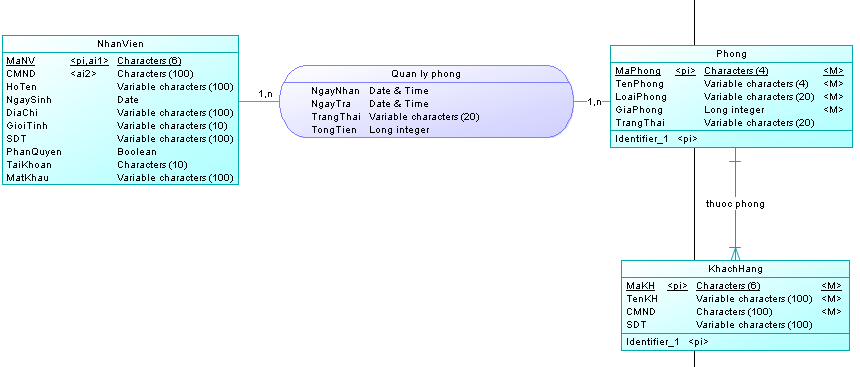 NhanVien
MaNV <pi,ai1> Characters (6)
CMND <ai2> Characters (100)
HoTen Variable characters (100)
NgaySinh Date
DiaChi Variable characters (100)
GioiTinh Variable characters (10)
SDT Variable characters (100)
PhanQuyen Boolean
TaiKhoan Characters (10)
MatKhau Variable characters (100)
1,n
Quan ly phong
NgayNhan Date & Time
NgayTra Date & Time
TrangThai Variable characters (20)
TongTien Long integer
1,n
Phong
MaPhong <pi> Characters (4) <M>
TenPhong Variable characters (4) <M>
LoaiPhong Variable characters (20) <M>
GiaPhong Long integer <M>
TrangThai Variable characters (20)
Identifier_1 <pi>
thuoc phong
KhachHang
MaKH <pi> Characters (6) <M>
TenKH Variable characters (100) <M>
CMND Characters (100) <M>
SDT Variable characters (100)
Identifier_1 <pi>